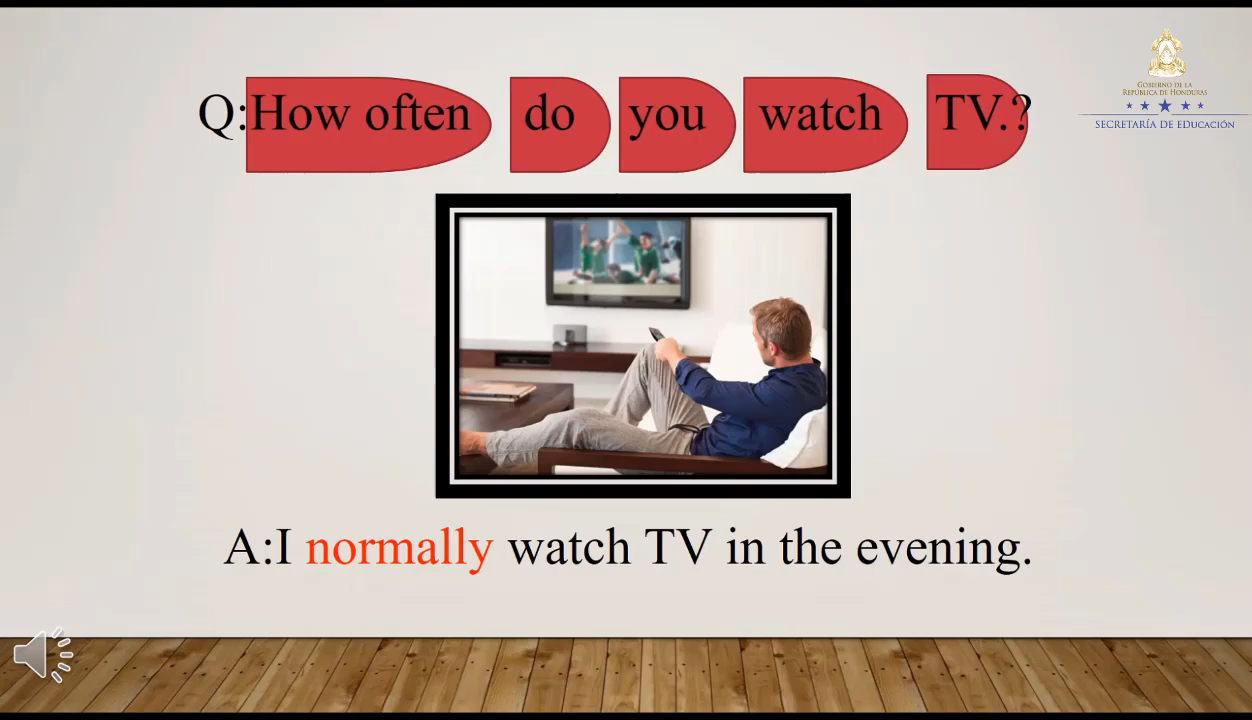 Q:How often do you watch TV.?
GOBIERNO DE LA
REPÚBLICA DE HONDURAS
SECRETARÍA DE EDUCACIÓN
A:I normally watch TV in the evening.